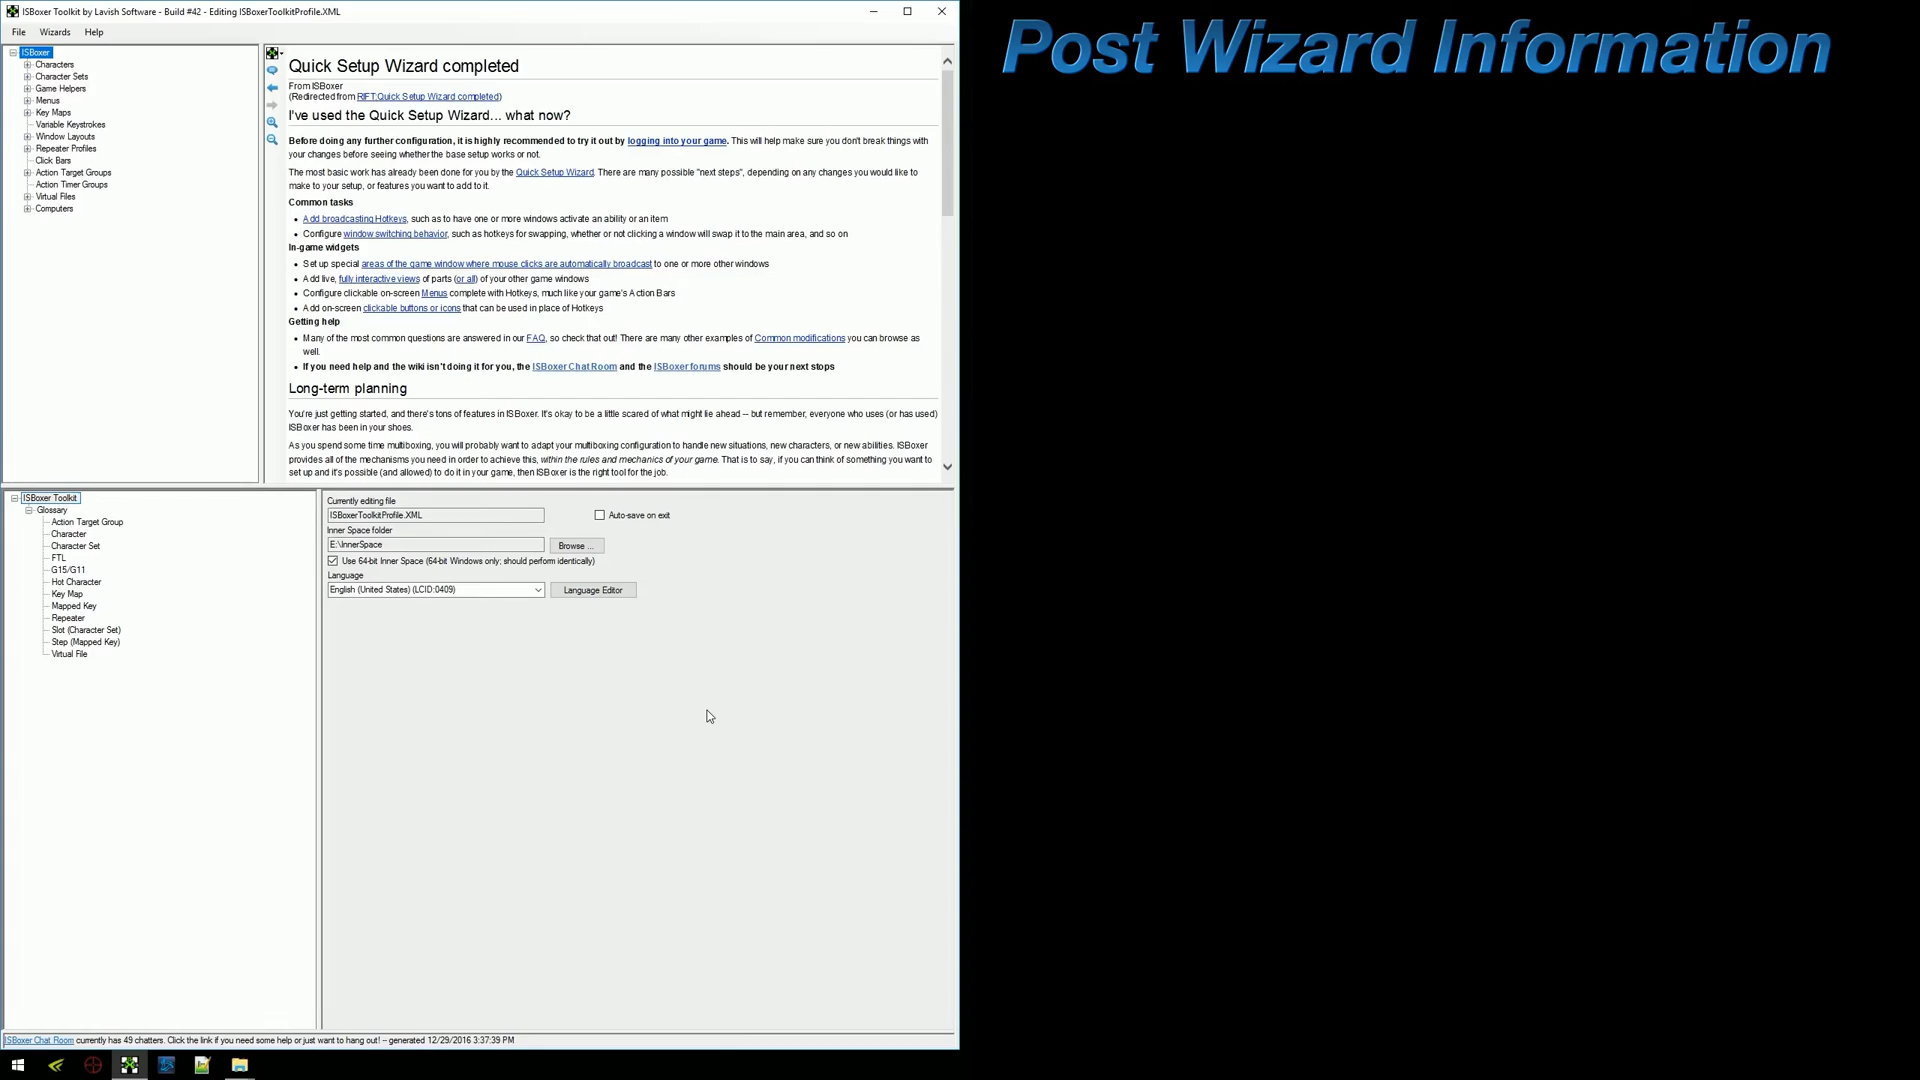 ISBoxer Toolkit by Lavish Software - Build #42 - Editing ISBoxerToolkitProfile.XML
Post Wizard Information
File Wizards Help
ISBoxer
Characters
Character Sets
Game Helpers
Menus
Key Maps
Variable Keystrokes
Window Layouts
Repeater Profiles
Click Bars
Action Target Groups
Action Timer Groups
Virtual Files
Computers
Quick Setup Wizard completed
From ISBoxer
(Redirected from RIFT:Quick Setup Wizard completed)
I've used the Quick Setup Wizard... what now?
Before doing any further configuration, it is highly recommended to try it out by logging into your game. This will help make sure you don't break things with
your changes before seeing whether the base setup works or not.
The most basic work has already been done for you by the Quick Setup Wizard. There are many possible "next steps", depending on any changes you would like to
make to your setup, or features you want to add to it.
Common tasks
• Add broadcasting Hotkeys, such as to have one or more windows activate an ability or an item
• Configure window switching behavior, such as hotkeys for swapping, whether or not clicking a window will swap it to the main area, and so on
In-game widgets
• Set up special areas of the game window where mouse clicks are automatically broadcast to one or more other windows
• Add live, fully interactive views of parts (or all) of your other game windows
• Configure clickable on-screen Menus complete with Hotkeys, much like your game's Action Bars
• Add on-screen clickable buttons or icons that can be used in place of Hotkeys
Getting help
• Many of the most common questions are answered in our FAQ, so check that out! There are many other examples of Common modifications you can browse as
well.
• If you need help and the wiki isn't doing it for you, the ISBoxer Chat Room and the ISBoxer forums should be your next stops
Long-term planning
You're just getting started, and there's tons of features in ISBoxer. It's okay to be a little scared of what might lie ahead -- but remember, everyone who uses (or has used)
ISBoxer has been in your shoes.
As you spend some time multiboxing, you will probably want to adapt your multiboxing configuration to handle new situations, new characters, or new abilities. ISBoxer
provides all of the mechanisms you need in order to achieve this, within the rules and mechanics of your game. That is to say, if you can think of something you want to
set up and it's possible (and allowed) to do it in your game, then ISBoxer is the right tool for the job.
ISBoxer Toolkit
Glossary
Action Target Group
Character
Character Set
FTL
G15/G11
Hot Character
Key Map
Mapped Key
Repeater
Slot (Character Set)
Step (Mapped Key)
Virtual File
Currently editing file
ISBoxerToolkitProfile.XML Auto-save on exit
Inner Space folder
E:\InnerSpace Browse ...
Use 64-bit Inner Space (64-bit Windows only; should perform identically)
Language
English (United States) (LCID:0409) Language Editor
ISBoxer Chat Room currently has 49 chatters. Click the link if you need some help or just want to hang out! -- generated 12/29/2016 3:37:39 PM